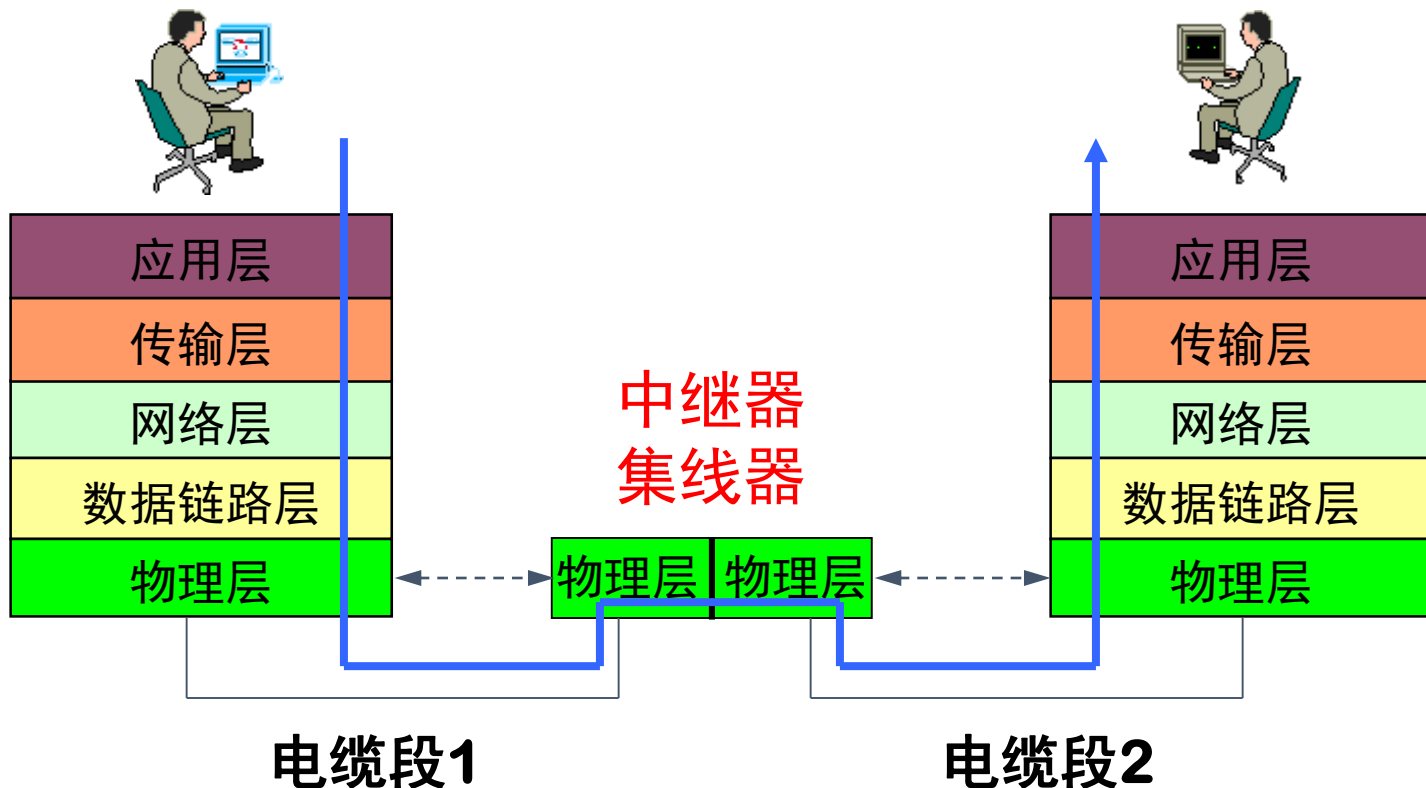 应用层
传输层
网络层
数据链路层
物理层
中继器
集线器
物理层
物理层
应用层
传输层
网络层
数据链路层
物理层
电缆段1
电缆段2